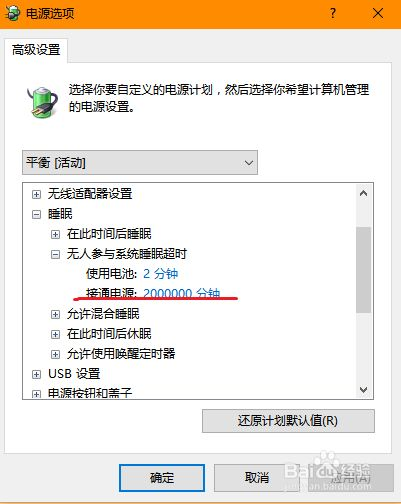 电源选项
?
高级设置
选择你要自定义的电源计划，然后选择你希望计算机管理
的电源设置。
平衡 [活动]
无线适配器设置
睡眠
在此时间后睡眠
无人参与系统睡眠超时
使用电池: 2 分钟
接通电源: 2000000 分钟
允许混合睡眠
在此时间后休眠
允许使用唤醒定时器
USB 设置
电源按钮和盖子
还原计划默认值(R)
确定
取消
应用(A)
Baidu 经验
jingyan.baidu.com